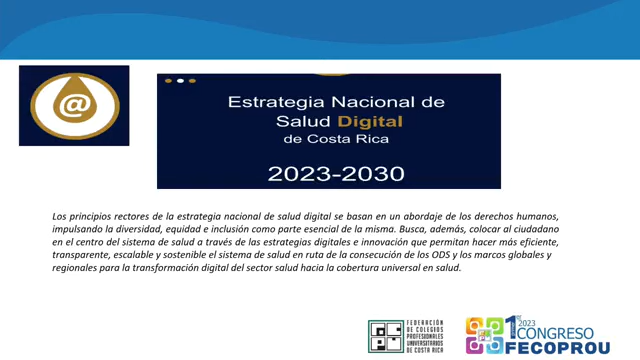 @
Estrategia Nacional de
Salud Digital
de Costa Rica
2023-2030
Los principios rectores de la estrategia nacional de salud digital se basan en un abordaje de los derechos humanos,
impulsando la diversidad, equidad e inclusión como parte esencial de la misma. Busca, además, colocar al ciudadano
en el centro del sistema de salud a través de las estrategias digitales e innovación que permitan hacer más eficiente,
transparente, escalable y sostenible el sistema de salud en ruta de la consecución de los ODS y los marcos globales y
regionales para la transformación digital del sector salud hacia la cobertura universal en salud.
FEDERACIÓN
DE COLEGIOS
PROFESIONALES
UNIVERSITARIOS
DE COSTA RICA
1 2023
CONGRESO
FECOPROU